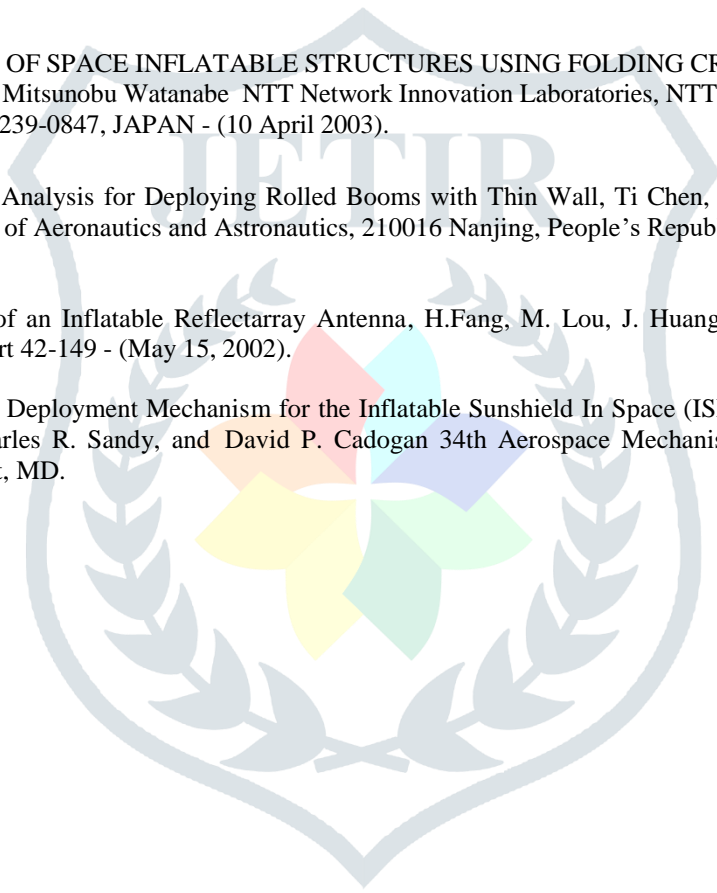 OF SPACE INFLATABLE STRUCTURES USING FOLDING CR
Mitsunobu Watanabe NTT Network Innovation Laboratories, NTT
239-0847, JAPAN - (10 April 2003).
JETIR
Analysis for Deploying Rolled Booms with Thin Wall, Ti Chen,
of Aeronautics and Astronautics, 210016 Nanjing, People's Repub
of an Inflatable Reflectarray Antenna, H.Fang, M. Lou, J. Huang
rt 42-149 - (May 15, 2002).
Deployment Mechanism for the Inflatable Sunshield In Space (IS
arles R. Sandy, and David P. Cadogan 34th Aerospace Mechanis
t, MD.